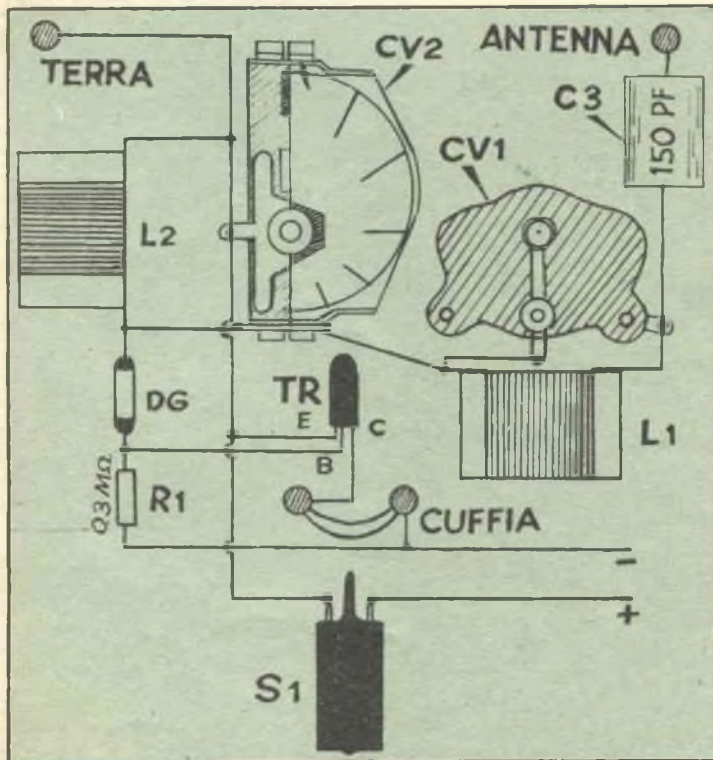 TERRA
CV2
ANTENNA
C3
150 PF
CV1
L2
DG
TR
E
C
B
L1
0,3 MΩ
R1
CUFFIA
-
+
S1